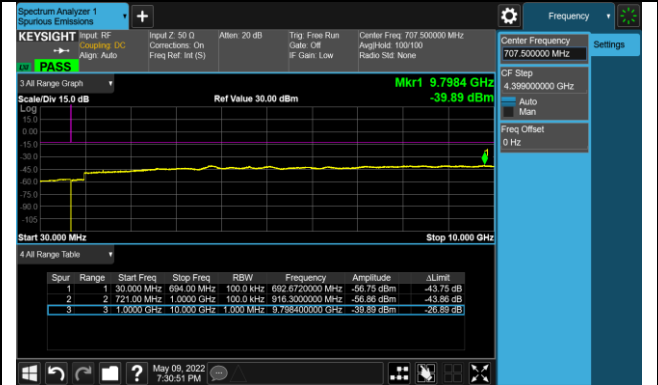 Spectrum Analyzer 1
Spurious Emissions
Frequency
KEYSIGHT
Input: RF
Coupling: DC
Align: Auto
Input Z: 50 Ω
Corrections: On
Freq Ref: Int (S)
Atten: 20 dB
Trig: Free Run
Gate: Off
IF Gain: Low
Center Freq: 707.500000 MHz
Avg|Hold: 100/100
Radio Std: None
PASS
Center Frequency
707.500000 MHz
Settings
CF Step
4.399000000 GHz
Auto
Man
Freq Offset
0 Hz
3 All Range Graph
Mkr1 9.7984 GHz
Scale/Div 15.0 dB
Ref Value 30.00 dBm
-39.89 dBm
Log
15.0
0.00
-15.0
-30.0
-45.0
-60.0
-75.0
-90.0
-105
1
Start 30.000 MHz
Stop 10.000 GHz
4 All Range Table
Spur Range Start Freq Stop Freq RBW Frequency Amplitude ΔLimit
1 1 30.000 MHz 694.00 MHz 100.0 kHz 692.6720000 MHz -56.75 dBm -43.75 dB
2 2 721.00 MHz 1.0000 GHz 100.0 kHz 916.3000000 MHz -56.86 dBm -43.86 dB
3 3 1.0000 GHz 10.000 GHz 1.000 MHz 9.798400000 GHz -39.89 dBm -26.89 dB
?
May 09, 2022
7:30:51 PM